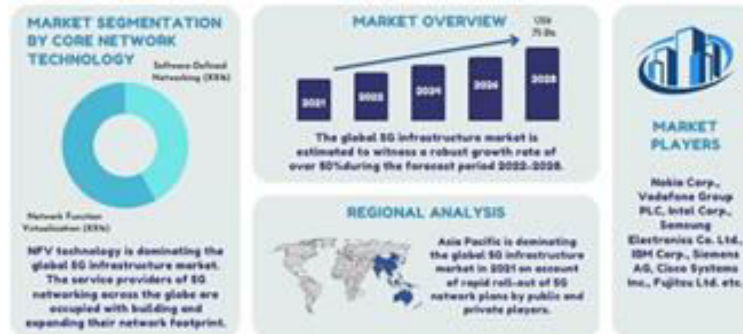 MARKET SEGMENTATION
BY CORE NETWORK
TECHNOLOGY
Software-Defined
Networking (XX%)
Network Function
Virtualization (XX%)
NFV technology is dominating the
global 5G infrastructure market.
The service providers of 5G
networking across the globe are
occupied with building and
expanding their network footprint.
MARKET OVERVIEW
US$
2021
2022
2024
2026
2028
The global 5G infrastructure market is
estimated to witness a robust growth rate of
over 50%during the forecast period 2022-2028.
REGIONAL ANALYSIS
Asia Pacific is dominating
the global 5G infrastructure
market in 2021 on account
of rapid roll-out of 5G
network plans by public and
private players.
MARKET
PLAYERS
Nokia Corp.,
Vodafone Group
PLC, Intel Corp.,
Samsung
Electronics Co. Ltd.,
IBM Corp., Siemens
AG, Cisco Systems
Inc., Fujitsu Ltd. etc.